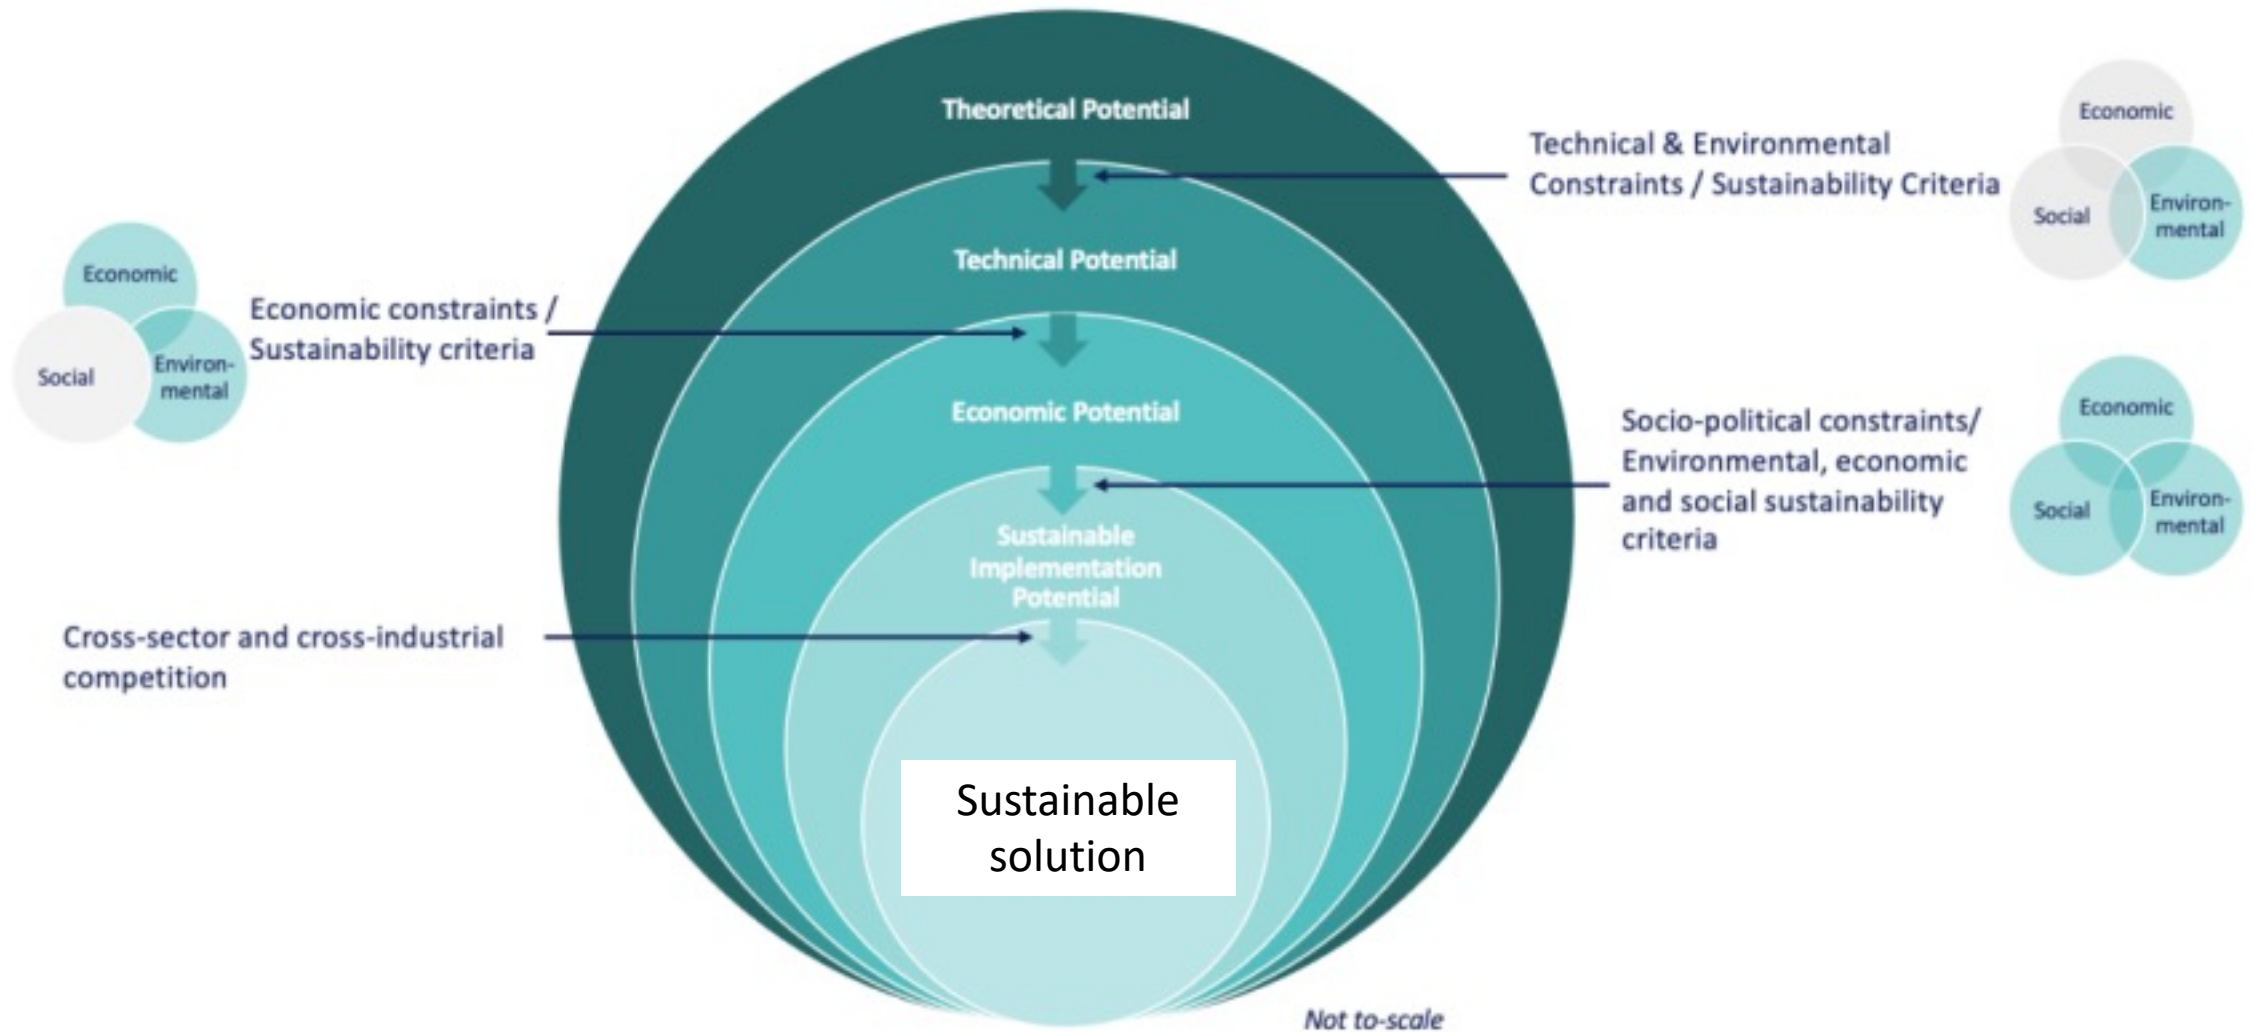 Theoretical Potential
Economic
Technical & Environmental
Constraints / Sustainability Criteria
Social
Environ-
mental
Technical Potential
Economic
Economic constraints /
Sustainability criteria
Social
Environ-
mental
Economic Potential
Socio-political constraints/
Environmental, economic
and social sustainability
criteria
Economic
Social
Environ-
mental
Sustainable
Implementation
Potential
Cross-sector and cross-industrial
competition
Sustainable
solution
Not to-scale